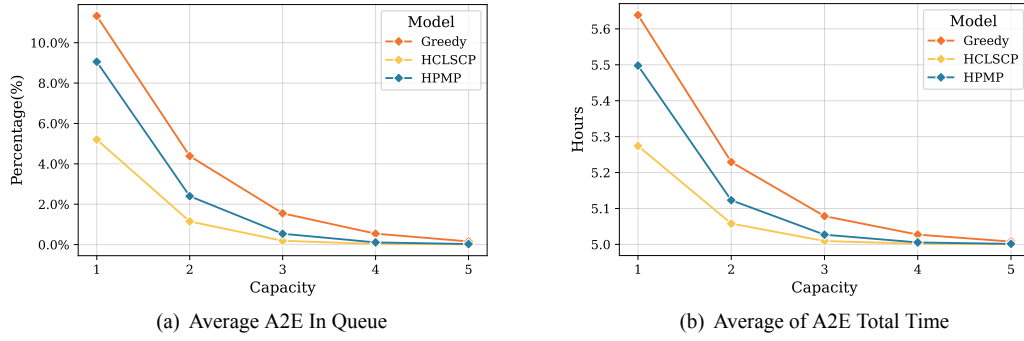 Model
Greedy
HCLSCP
HPMP
10.0%
8.0%
6.0%
4.0%
2.0%
0.0%
Percentage(%)
1 2 3 4 5
Capacity
(a) Average A2E In Queue
Model
Greedy
HCLSCP
HPMP
5.6
5.5
5.4
5.3
5.2
5.1
5.0
Hours
1 2 3 4 5
Capacity
(b) Average of A2E Total Time